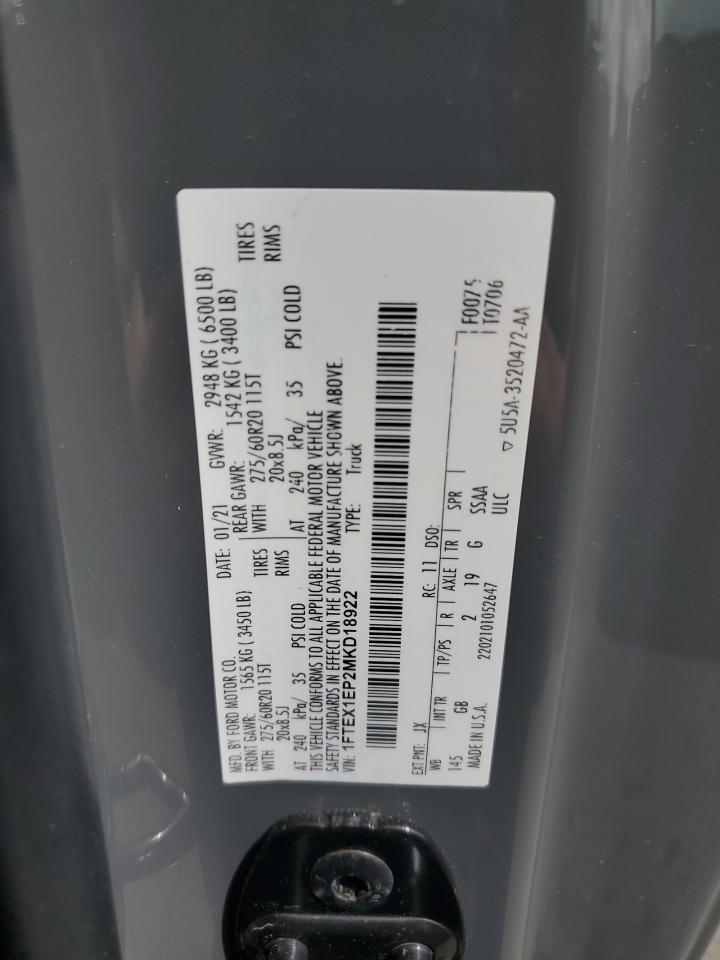 MFD. BY FORD MOTOR CO. DATE: 01/21 GVWR: 2948 KG ( 6500 LB)
FRONT GAWR: 1565 KG ( 3450 LB) REAR GAWR: 1542 KG ( 3400 LB)
WITH 275/60R20 115T TIRES WITH 275/60R20 115T TIRES
20x8.5J RIMS 20x8.5J RIMS
AT 240 kPa/ 35 PSI COLD AT 240 kPa/ 35 PSI COLD
THIS VEHICLE CONFORMS TO ALL APPLICABLE FEDERAL MOTOR VEHICLE
SAFETY STANDARDS IN EFFECT ON THE DATE OF MANUFACTURE SHOWN ABOVE.
VIN: 1FTEX1EP2MKD18922 TYPE: Truck
EXT PNT: JX RC: 11 DSO: F0075
WB INT TR TP/PS R AXLE TR SPR T0706
145 GB 2 19 G SSAA
MADE IN U.S.A. 2202101052647 ULC ▽ 5U5A-3520472-AA